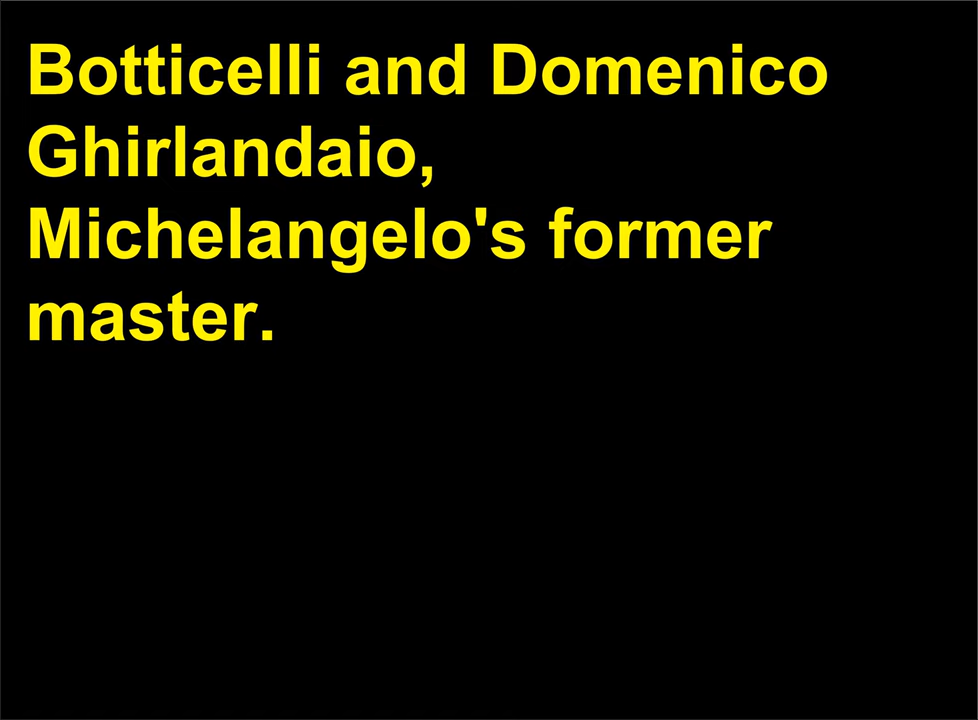 Botticelli and Domenico
Ghirlandaio,
Michelangelo's former
master.